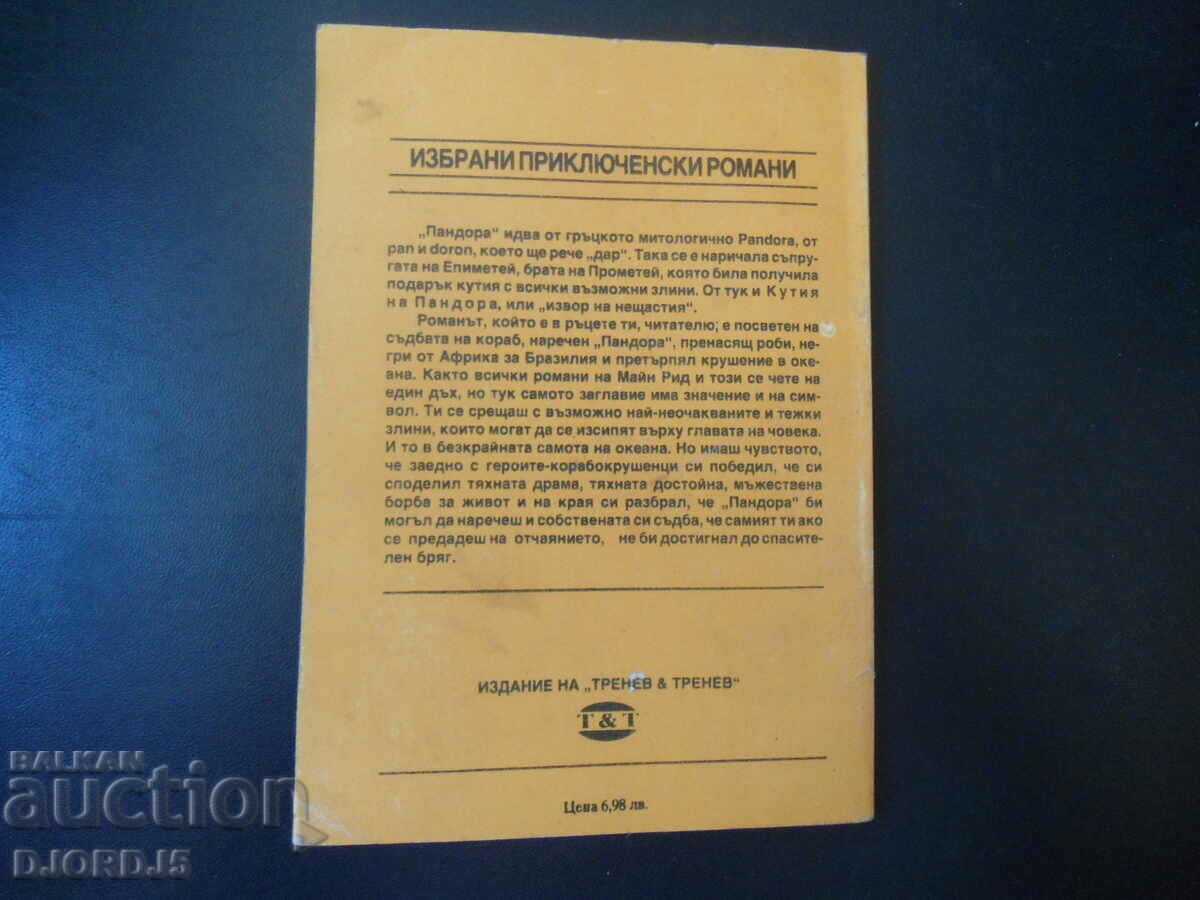 ИЗБРАНИ ПРИКЛЮЧЕНСКИ РОМАНИ
„Пандора“ идва от гръцкото митологично Pandora, от
pan и doron, което ще рече „дар“. Така се е наричала съпру-
гата на Епиметей, брата на Прометей, която била получила
подарък кутия с всички възможни злини. От тук и Кутия
на Пандора, или „извор на нещастия“.
Романът, който е в ръцете ти, читателю, е посветен на
съдбата на кораб, наречен „Пандора“, пренасящ роби, не-
гри от Африка за Бразилия и претърпял крушение в оке-
ана. Както всички романи на Майн Рид и този се чете на
един дъх, но тук самото заглавие има значение и на сим-
вол. Ти се срещаш с възможно най-неочакваните и тежки
злини, които могат да се изсипят върху главата на човека.
И то в безкрайната самота на океана. Но имаш чувството,
че заедно с героите-корабокрушенци си победил, че си
споделил тяхната драма, тяхната достойна, мъжествена
борба за живот и на края си разбрал, че „Пандора“ би
могъл да наречеш и собствената си съдба, че самият ти ако
се предадеш на отчаянието, не би достигнал до спасите-
лен бряг.
ИЗДАНИЕ НА „ТРЕНЕВ & ТРЕНЕВ“
T & T
Цена 6,98 лв.
BALKAN
auction
DJORDJ5